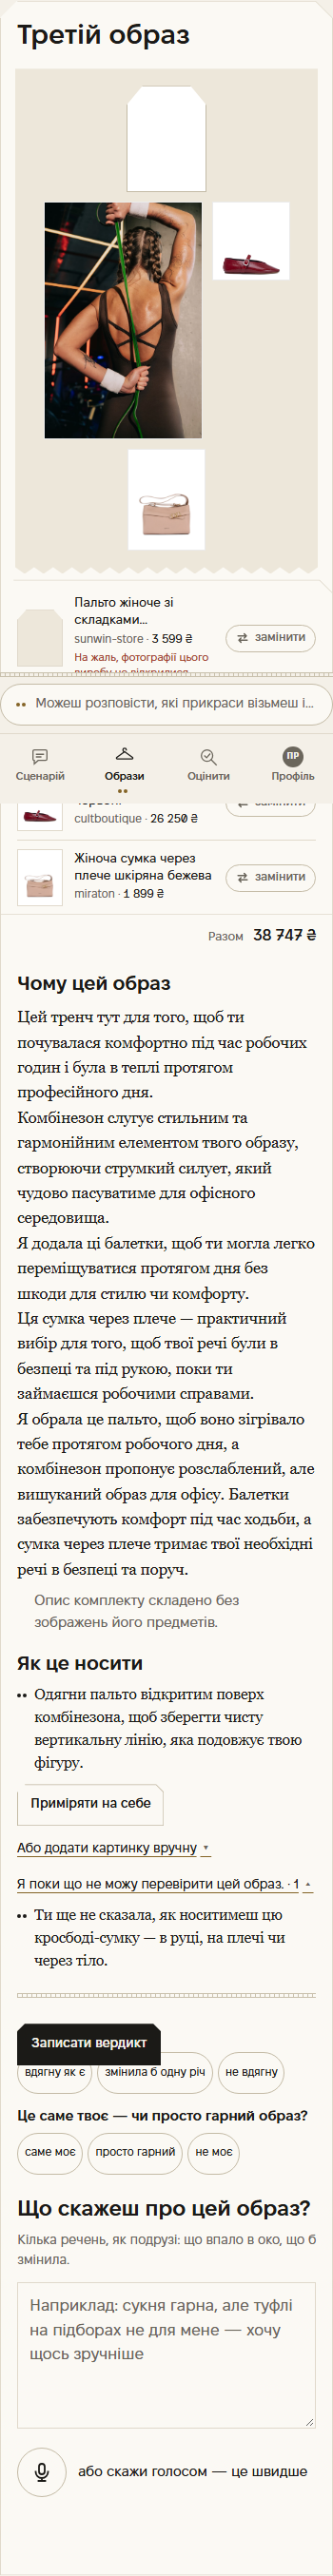 Третій образ
Пальто жіноче зі
складками...
sunwin-store · 3 599 ₴
На жаль, фотографії цього
замінити
Можеш розповісти, які прикраси візьмеш і...
Сценарій
Образи
Оцінити
ПР
Профіль
cultboutique · 26 250 ₴
замінити
Жіноча сумка через
плече шкіряна бежева
miraton · 1 899 ₴
замінити
Разом 38 747 ₴
Чому цей образ
Цей тренч тут для того, щоб ти
почувалася комфортно під час робочих
годин і була в теплі протягом
професійного дня.
Комбінезон слугує стильним та
гармонійним елементом твого образу,
створюючи струмкий силует, який
чудово пасуватиме для офісного
середовища.
Я додала ці балетки, щоб ти могла легко
переміщуватися протягом дня без
шкоди для стилю чи комфорту.
Ця сумка через плече — практичний
вибір для того, щоб твої речі були в
безпеці та під рукою, поки ти
займаєшся робочими справами.
Я обрала це пальто, щоб воно зігрівало
тебе протягом робочого дня, а
комбінезон пропонує розслаблений, але
вишуканий образ для офісу. Балетки
забезпечують комфорт під час ходьби, а
сумка через плече тримає твої необхідні
речі в безпеці та поруч.
Опис комплекту складено без
зображень його предметів.
Як це носити
•• Одягни пальто відкритим поверх
комбінезона, щоб зберегти чисту
вертикальну лінію, яка подовжує твою
фігуру.
Приміряти на себе
Або додати картинку вручну
Я поки що не можу перевірити цей образ. · 1
•• Ти ще не сказала, як носитимеш цю
кросбоді-сумку — в руці, на плечі чи
через тіло.
Записати вердикт
вдягну як є
змінила б одну річ
не вдягну
Це саме твоє — чи просто гарний образ?
саме моє
просто гарний
не моє
Що скажеш про цей образ?
Кілька речень, як подрузі: що впало в око, що б
змінила.
Наприклад: сукня гарна, але туфлі
на підборах не для мене — хочу
щось зручніше
або скажи голосом — це швидше